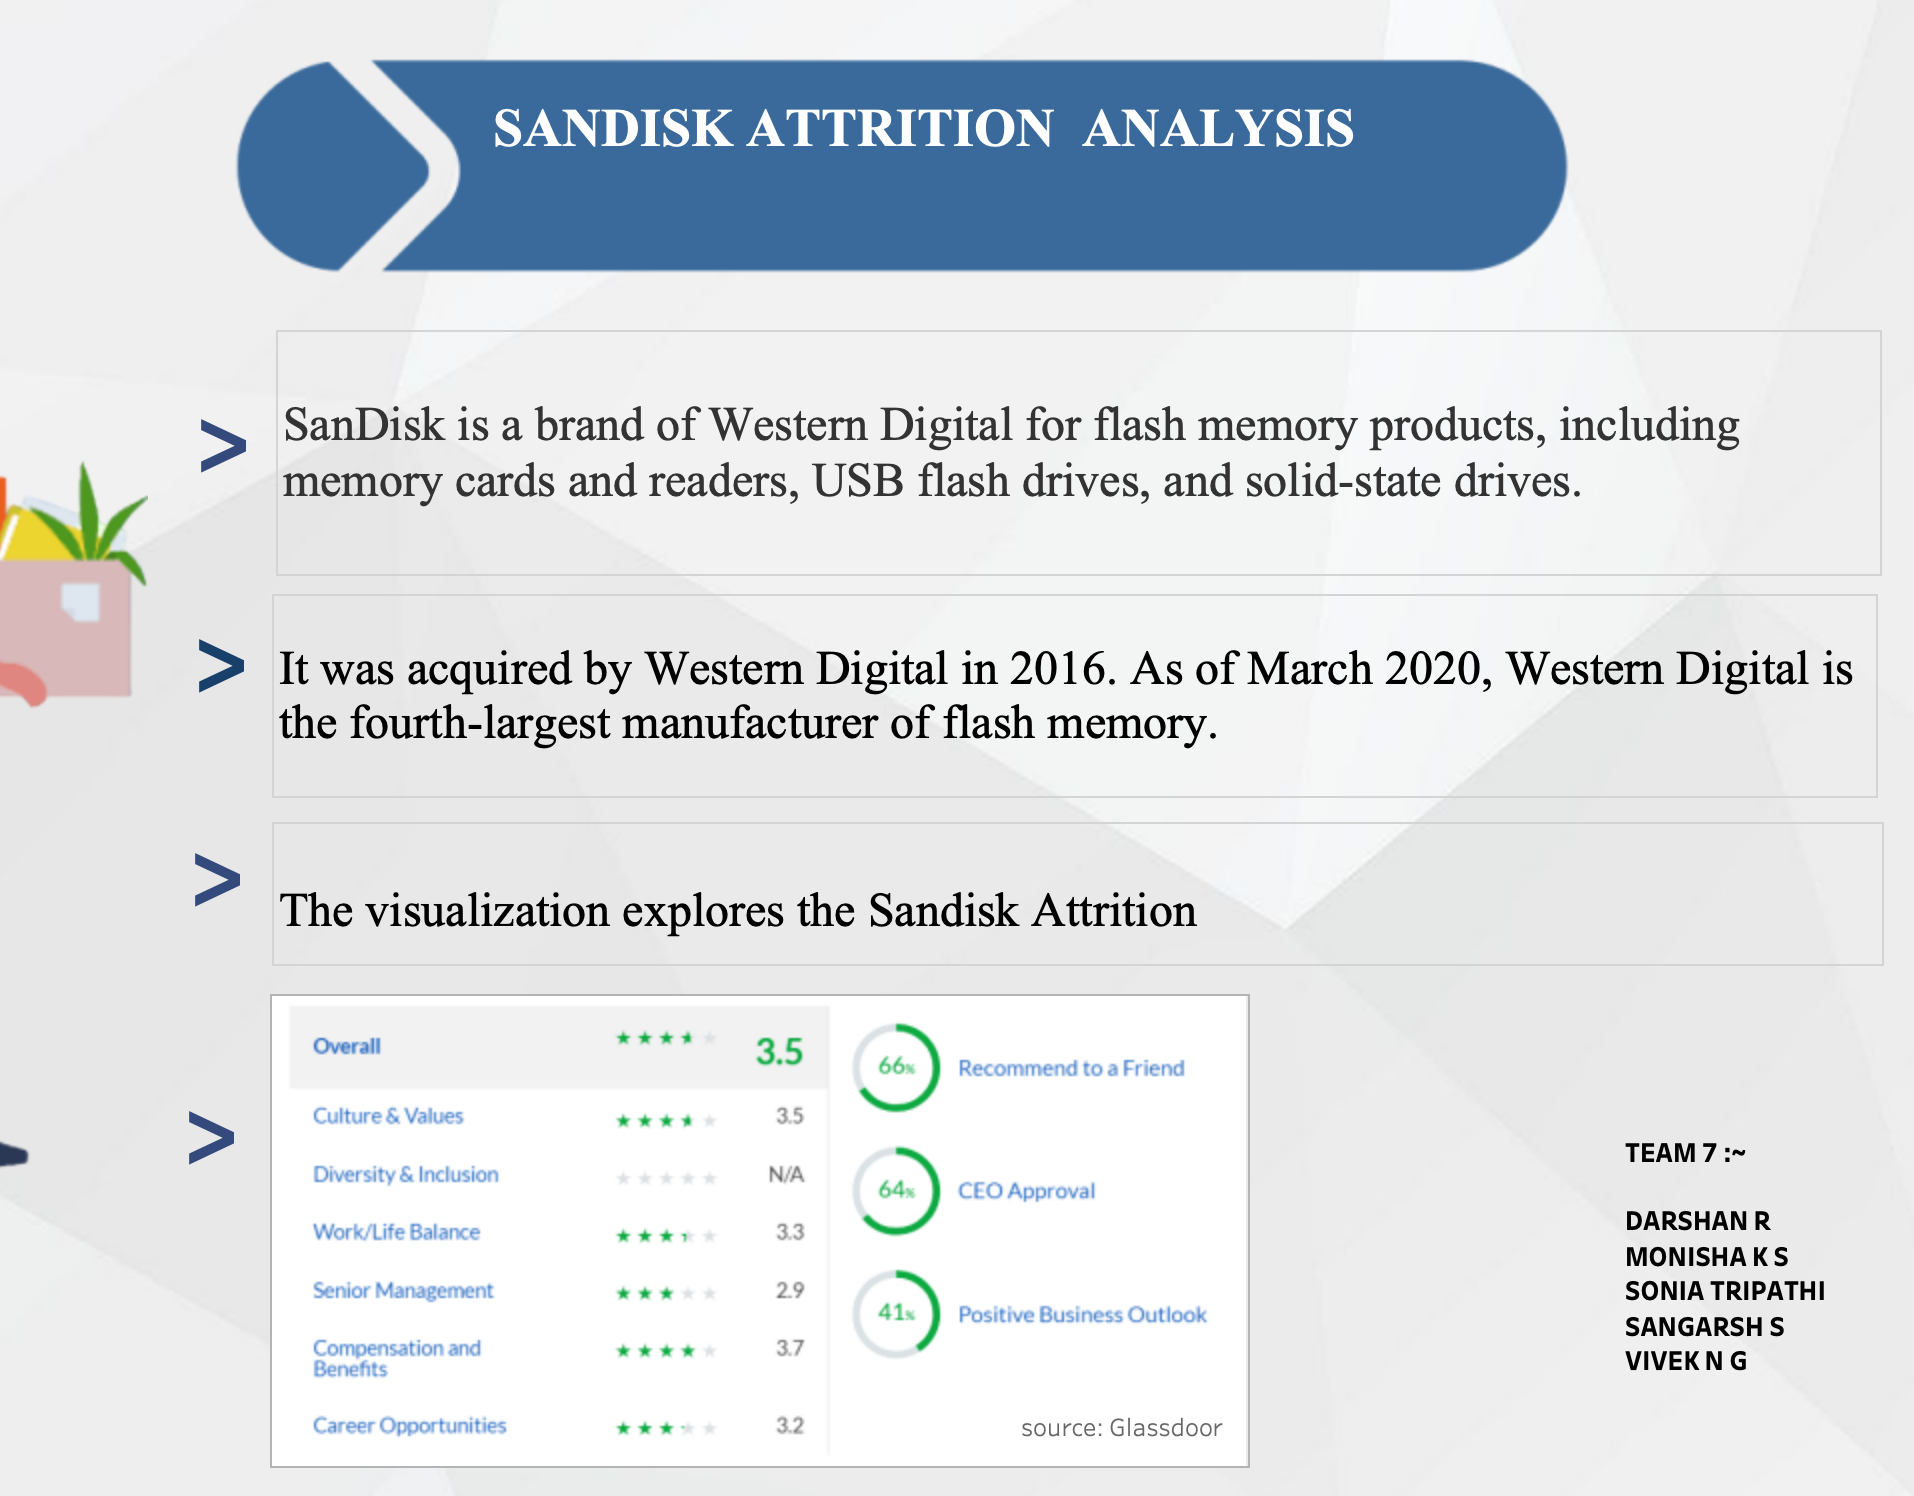 SANDISK ATTRITION  ANALYSIS
> SanDisk is a brand of Western Digital for flash memory products, including
memory cards and readers, USB flash drives, and solid-state drives.
> It was acquired by Western Digital in 2016. As of March 2020, Western Digital is
the fourth-largest manufacturer of flash memory.
> The visualization explores the Sandisk Attrition
>
Overall ★★★★★ 3.5
Culture & Values ★★★★★ 3.5
Diversity & Inclusion ★★★★★ N/A
Work/Life Balance ★★★★★ 3.3
Senior Management ★★★★★ 2.9
Compensation and
Benefits ★★★★★ 3.7
Career Opportunities ★★★★★ 3.2
66% Recommend to a Friend
64% CEO Approval
41% Positive Business Outlook
source: Glassdoor
TEAM 7 :~
DARSHAN R
MONISHA K S
SONIA TRIPATHI
SANGARSH S
VIVEK N G